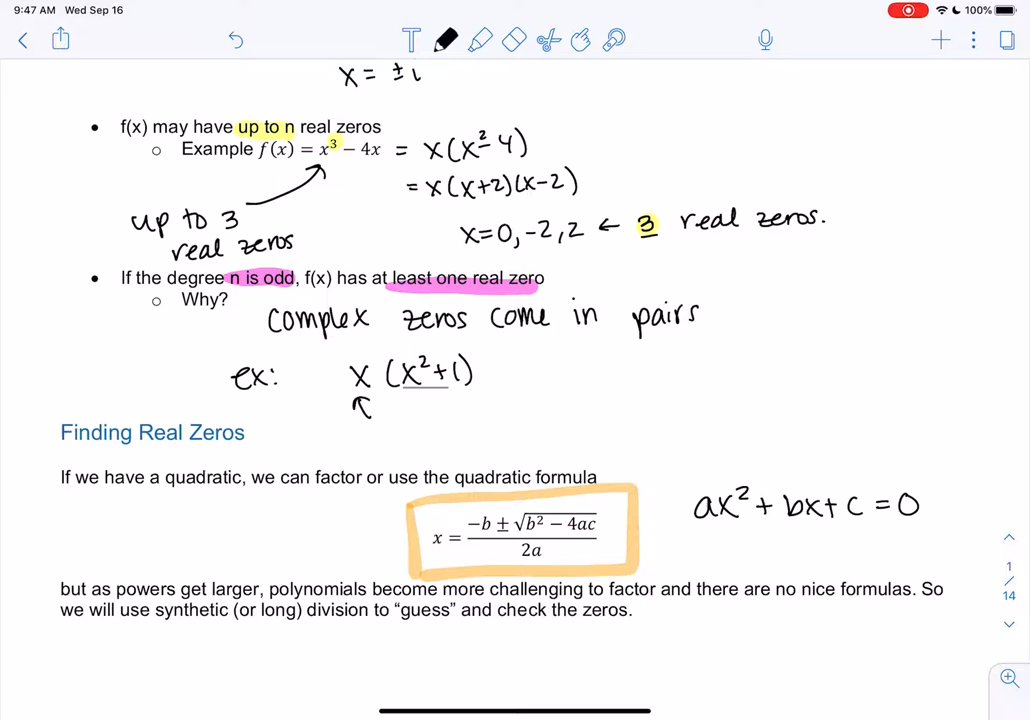 9:47 AM Wed Sep 16
100%
x = ± i
• f(x) may have up to n real zeros
○ Example f(x) = x³ − 4x = x(x² − 4)
= x(x+2)(x−2)
up to 3
real zeros
x=0, -2, 2 ← 3 real zeros.
• If the degree n is odd, f(x) has at least one real zero
○ Why?
complex zeros come in pairs
ex: x (x²+1)
↑
Finding Real Zeros
If we have a quadratic, we can factor or use the quadratic formula
x = (−b ± √(b² − 4ac)) / 2a
ax² + bx + c = 0
but as powers get larger, polynomials become more challenging to factor and there are no nice formulas. So
we will use synthetic (or long) division to “guess” and check the zeros.
1
/
14